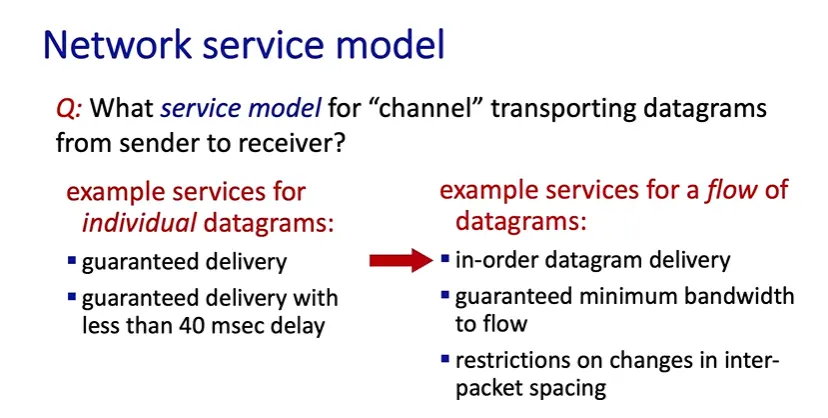 Network service model
Q: What service model for “channel” transporting datagrams
from sender to receiver?
example services for
individual datagrams:
guaranteed delivery
guaranteed delivery with
less than 40 msec delay
example services for a flow of
datagrams:
in-order datagram delivery
guaranteed minimum bandwidth
to flow
restrictions on changes in inter-
packet spacing